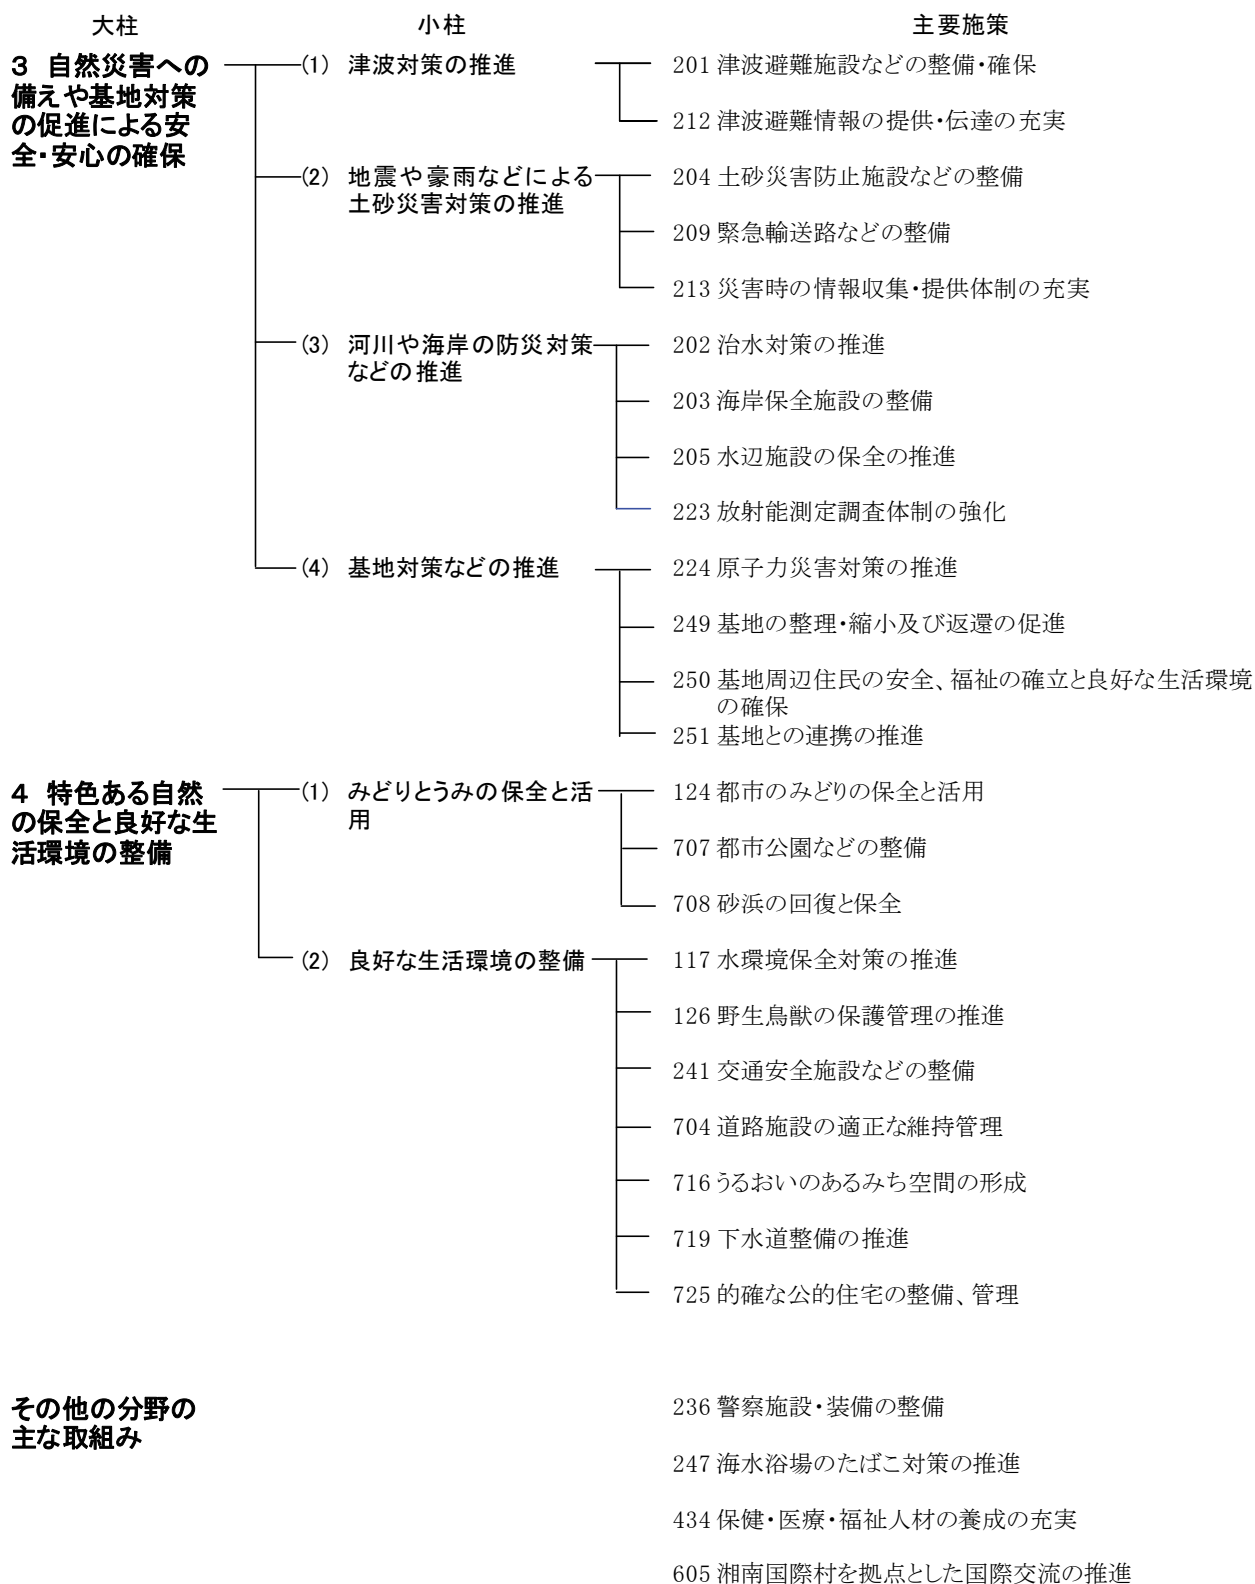 大柱 小柱 主要施策
3 自然災害への
備えや基地対策
の促進による安
全・安心の確保
(1) 津波対策の推進
201 津波避難施設などの整備・確保
212 津波避難情報の提供・伝達の充実
(2) 地震や豪雨などによる
土砂災害対策の推進
204 土砂災害防止施設などの整備
209 緊急輸送路などの整備
213 災害時の情報収集・提供体制の充実
(3) 河川や海岸の防災対策
などの推進
202 治水対策の推進
203 海岸保全施設の整備
205 水辺施設の保全の推進
223 放射能測定調査体制の強化
(4) 基地対策などの推進
224 原子力災害対策の推進
249 基地の整理・縮小及び返還の促進
250 基地周辺住民の安全、福祉の確立と良好な生活環境
の確保
251 基地との連携の推進
4 特色ある自然
の保全と良好な生
活環境の整備
(1) みどりとうみの保全と活
用
124 都市のみどりの保全と活用
707 都市公園などの整備
708 砂浜の回復と保全
(2) 良好な生活環境の整備
117 水環境保全対策の推進
126 野生鳥獣の保護管理の推進
241 交通安全施設などの整備
704 道路施設の適正な維持管理
716 うるおいのあるみち空間の形成
719 下水道整備の推進
725 的確な公的住宅の整備、管理
その他の分野の
主な取組み
236 警察施設・装備の整備
247 海水浴場のたばこ対策の推進
434 保健・医療・福祉人材の養成の充実
605 湘南国際村を拠点とした国際交流の推進